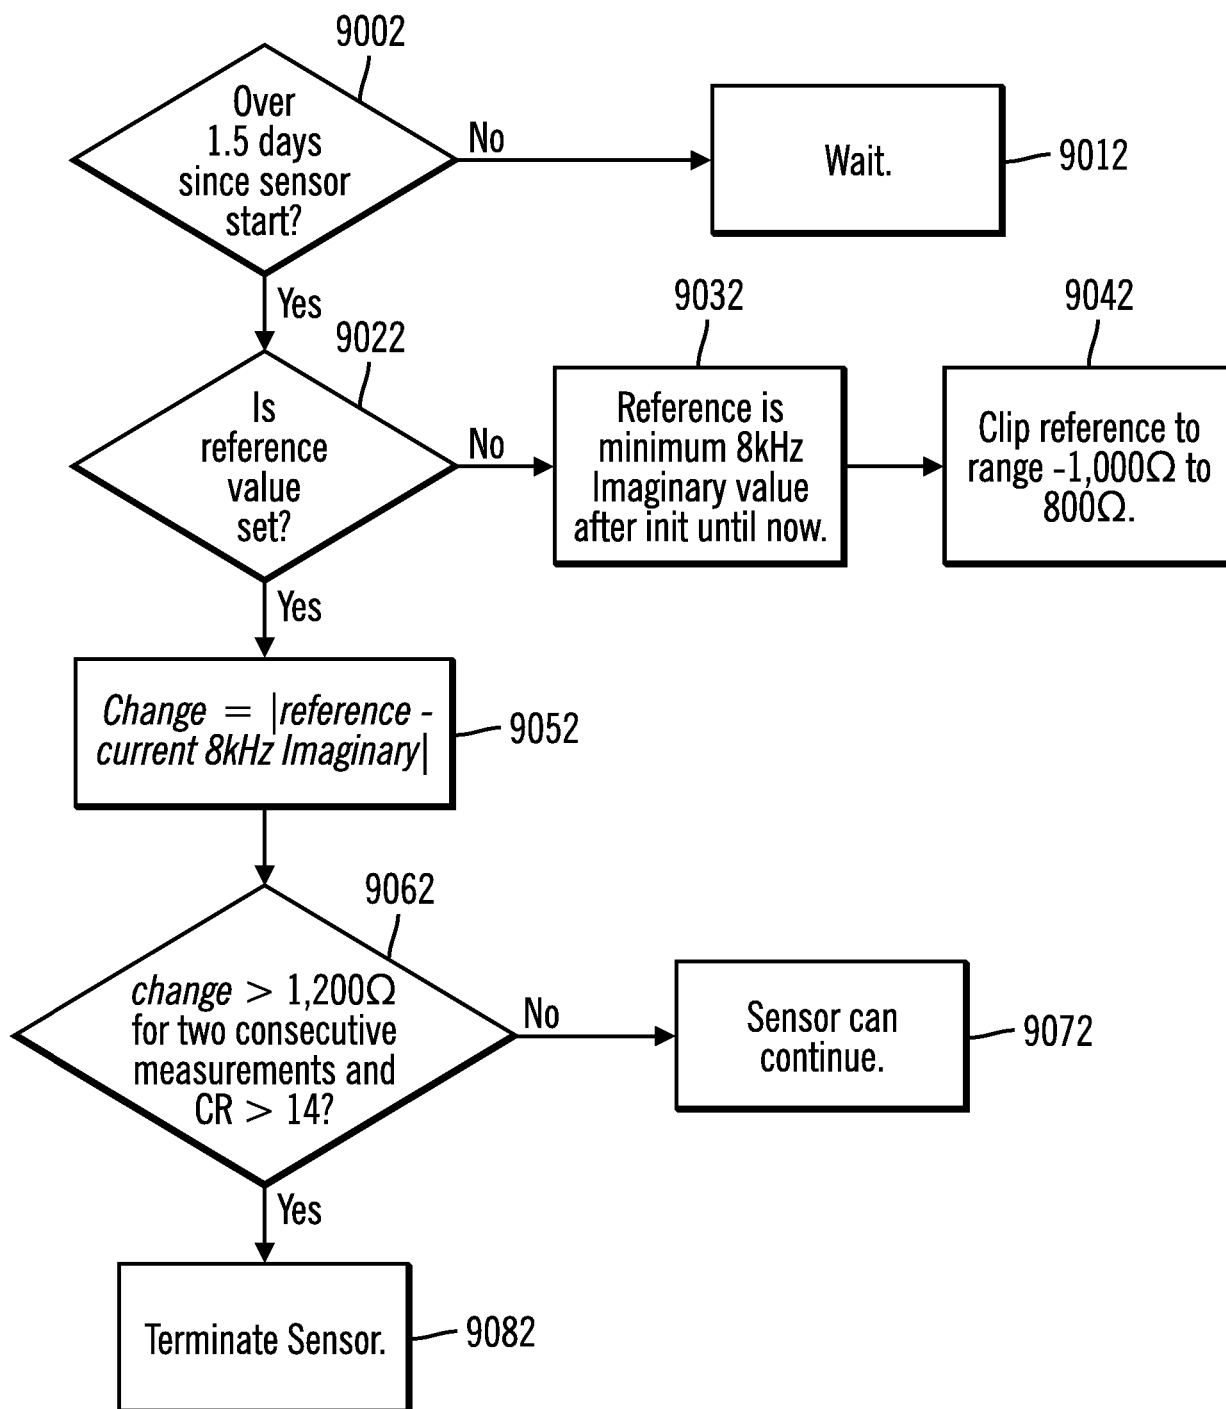 9002
Over
1.5 days
since sensor
start?
No
Wait.
9012
Yes
9022
Is
reference
value
set?
No
9032
Reference is
minimum 8kHz
Imaginary value
after init until now.
9042
Clip reference to
range -1,000Ω to
800Ω.
Yes
Change = |reference -
current 8kHz Imaginary|
9052
9062
change > 1,200Ω
for two consecutive
measurements and
CR > 14?
No
Sensor can
continue.
9072
Yes
Terminate Sensor.
9082